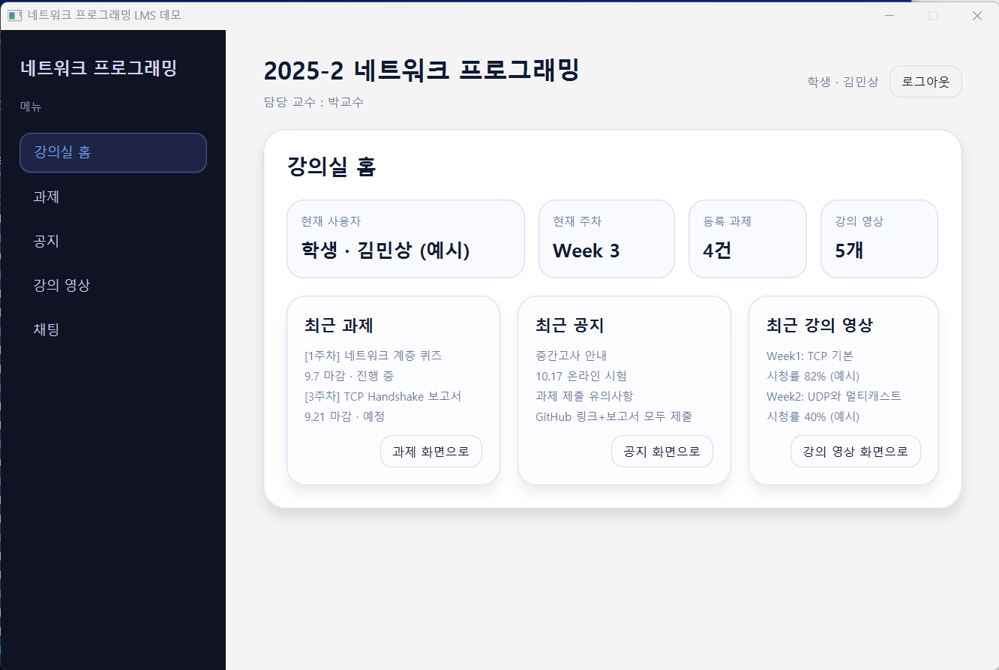 네트워크 프로그래밍 LMS 데모
네트워크 프로그래밍
메뉴
강의실 홈
과제
공지
강의 영상
채팅
2025-2 네트워크 프로그래밍
담당 교수 : 박교수
학생 · 김민상
로그아웃
강의실 홈
현재 사용자
학생 · 김민상 (예시)
현재 주차
Week 3
등록 과제
4건
강의 영상
5개
최근 과제
[1주차] 네트워크 계층 퀴즈
9.7 마감 · 진행 중
[3주차] TCP Handshake 보고서
9.21 마감 · 예정
과제 화면으로
최근 공지
중간고사 안내
10.17 온라인 시험
과제 제출 유의사항
GitHub 링크+보고서 모두 제출
공지 화면으로
최근 강의 영상
Week1: TCP 기본
시청률 82% (예시)
Week2: UDP와 멀티캐스트
시청률 40% (예시)
강의 영상 화면으로